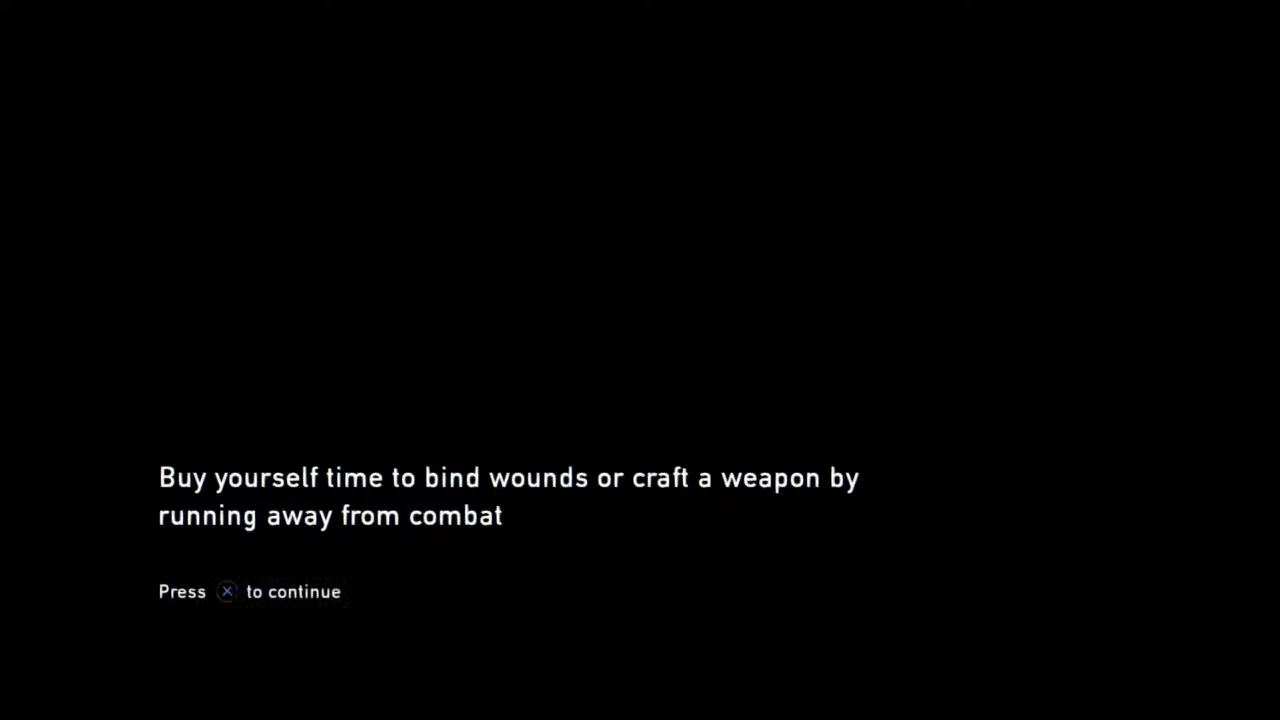 Buy yourself time to bind wounds or craft a weapon by
running away from combat
Press ⓧ to continue